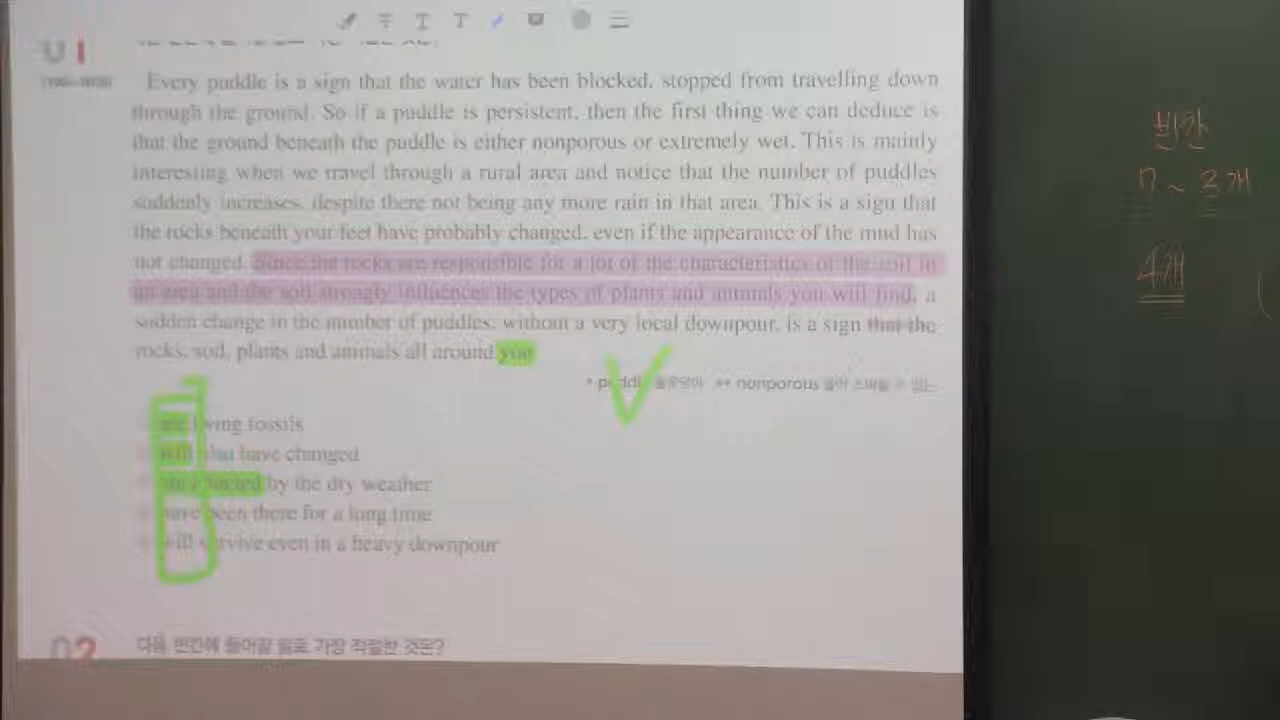 01
Every puddle is a sign that the water has been blocked, stopped from travelling down
through the ground. So if a puddle is persistent, then the first thing we can deduce is
that the ground beneath the puddle is either nonporous or extremely wet. This is mainly
interesting when we travel through a rural area and notice that the number of puddles
suddenly increases, despite there not being any more rain in that area. This is a sign that
the rocks beneath your feet have probably changed, even if the appearance of the mud has
not changed. Since the rocks are responsible for a lot of the characteristics of the soil in
an area and the soil strongly influences the types of plants and animals you will find, a
sudden change in the number of puddles, without a very local downpour, is a sign that the
rocks, soil, plants and animals all around you
* puddle 물웅덩이 ** nonporous
living fossils
will also have changed
by the dry weather
have been there for a long time
will survive even in a heavy downpour
02 다음 빈칸에 들어갈 말로 가장 적절한 것은?
빈칸
~ 3개
4개